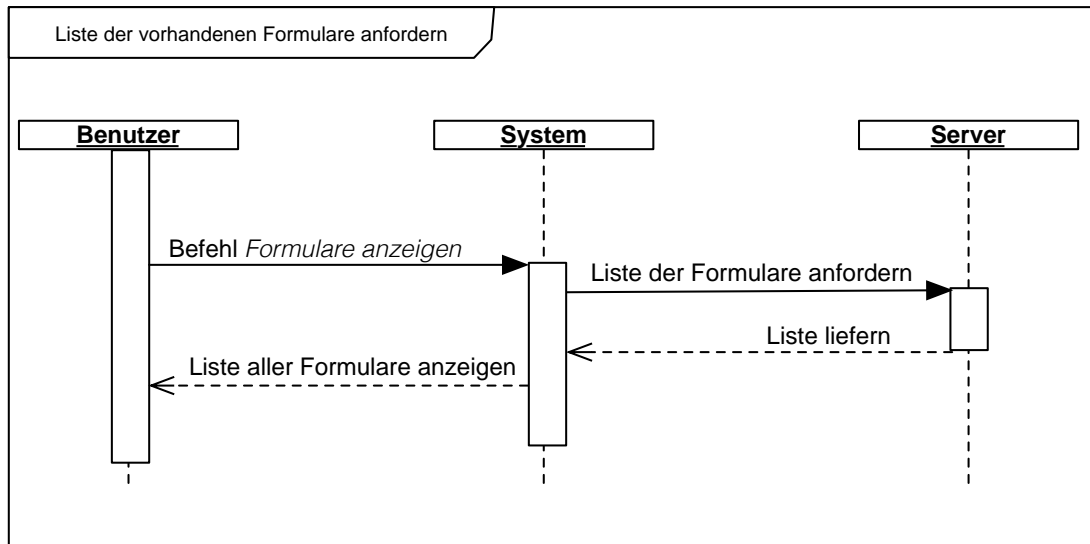 Liste der vorhandenen Formulare anfordern
Benutzer
System
Server
Befehl Formulare anzeigen
Liste der Formulare anfordern
Liste liefern
Liste aller Formulare anzeigen